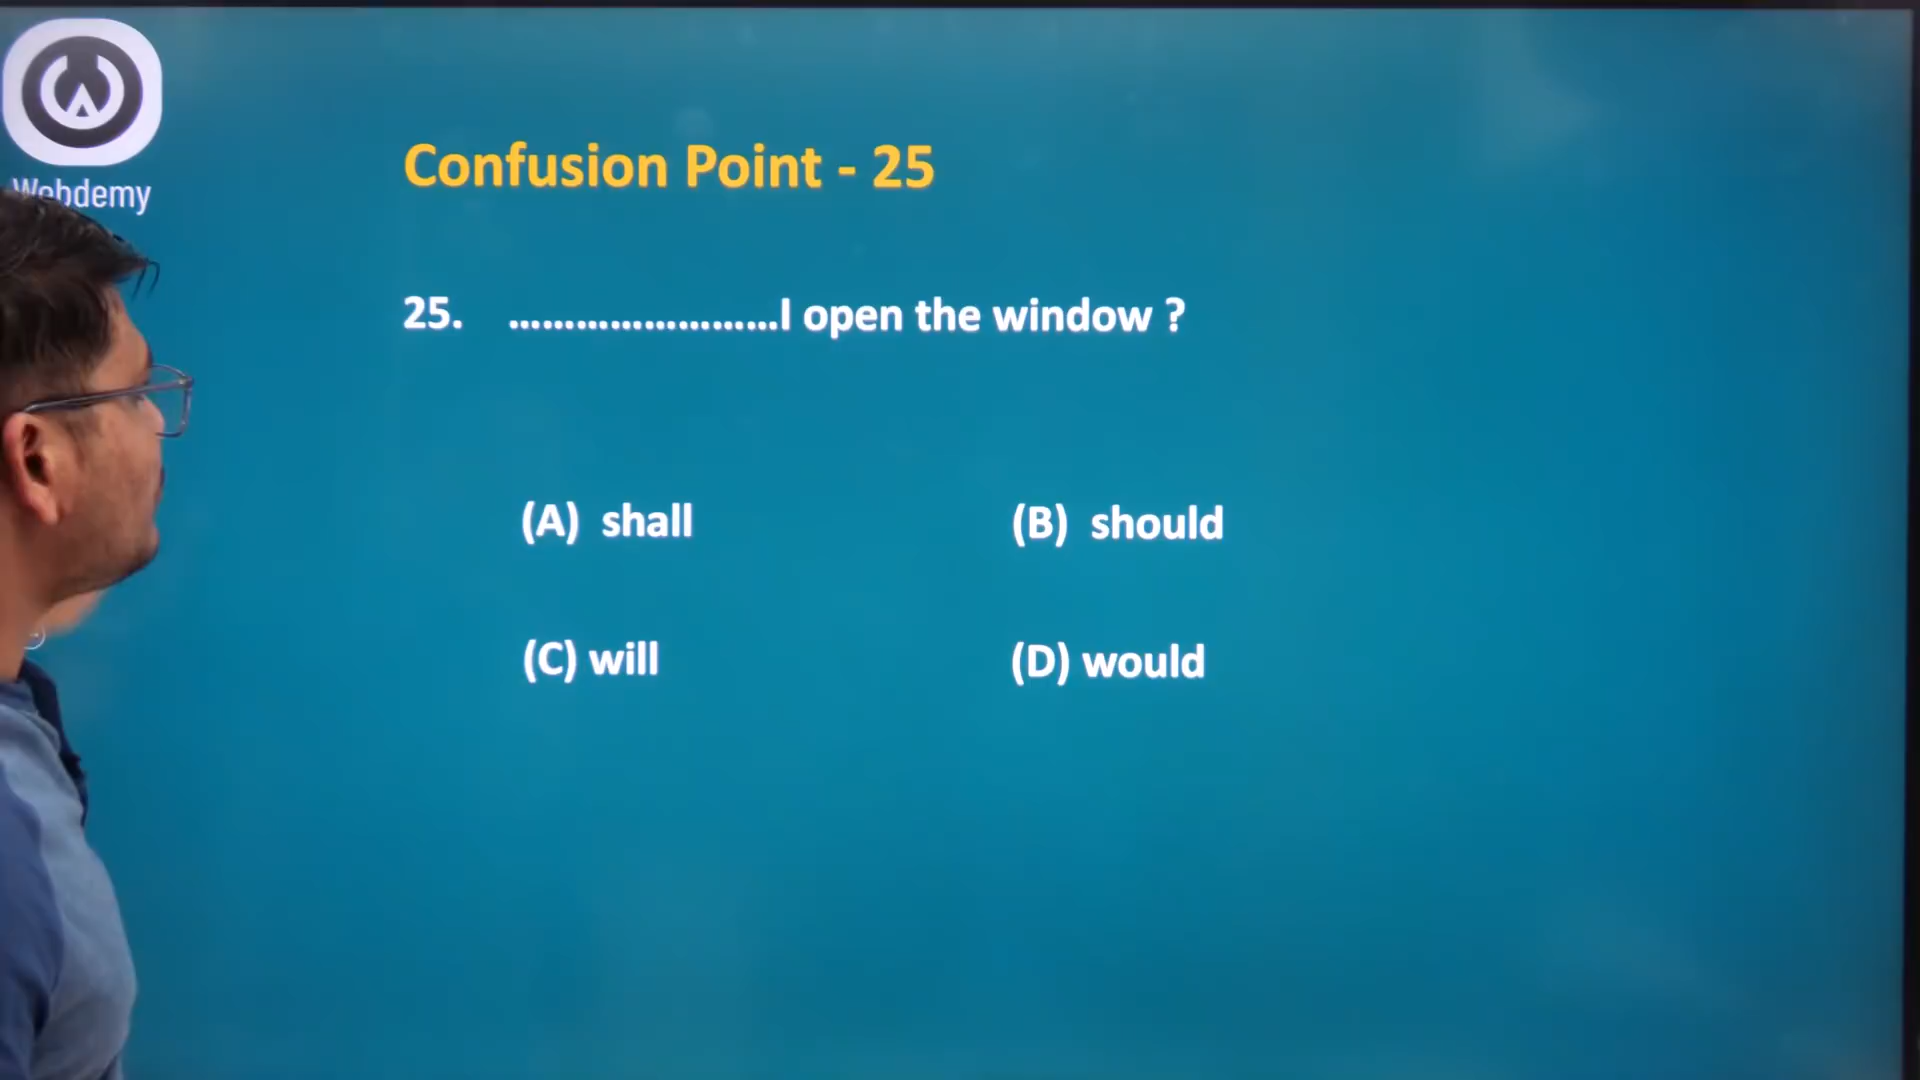 Webdemy
Confusion Point - 25
25. ........................I open the window ?
(A) shall
(B) should
(C) will
(D) would